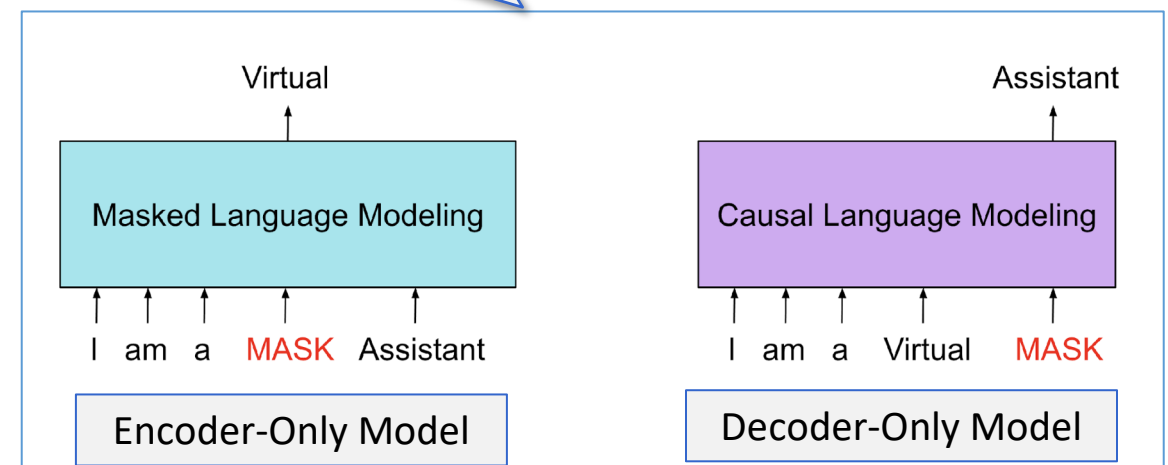 Virtual
Masked Language Modeling
I am a MASK Assistant
Encoder-Only Model
Assistant
Causal Language Modeling
I am a Virtual MASK
Decoder-Only Model